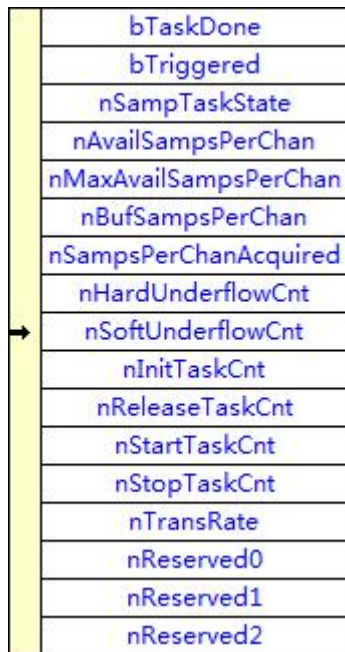 bTaskDone
bTriggered
nSampTaskState
nAvailSampsPerChan
nMaxAvailSampsPerChan
nBufSampsPerChan
nSampsPerChanAcquired
nHardUnderflowCnt
nSoftUnderflowCnt
nInitTaskCnt
nReleaseTaskCnt
nStartTaskCnt
nStopTaskCnt
nTransRate
nReserved0
nReserved1
nReserved2